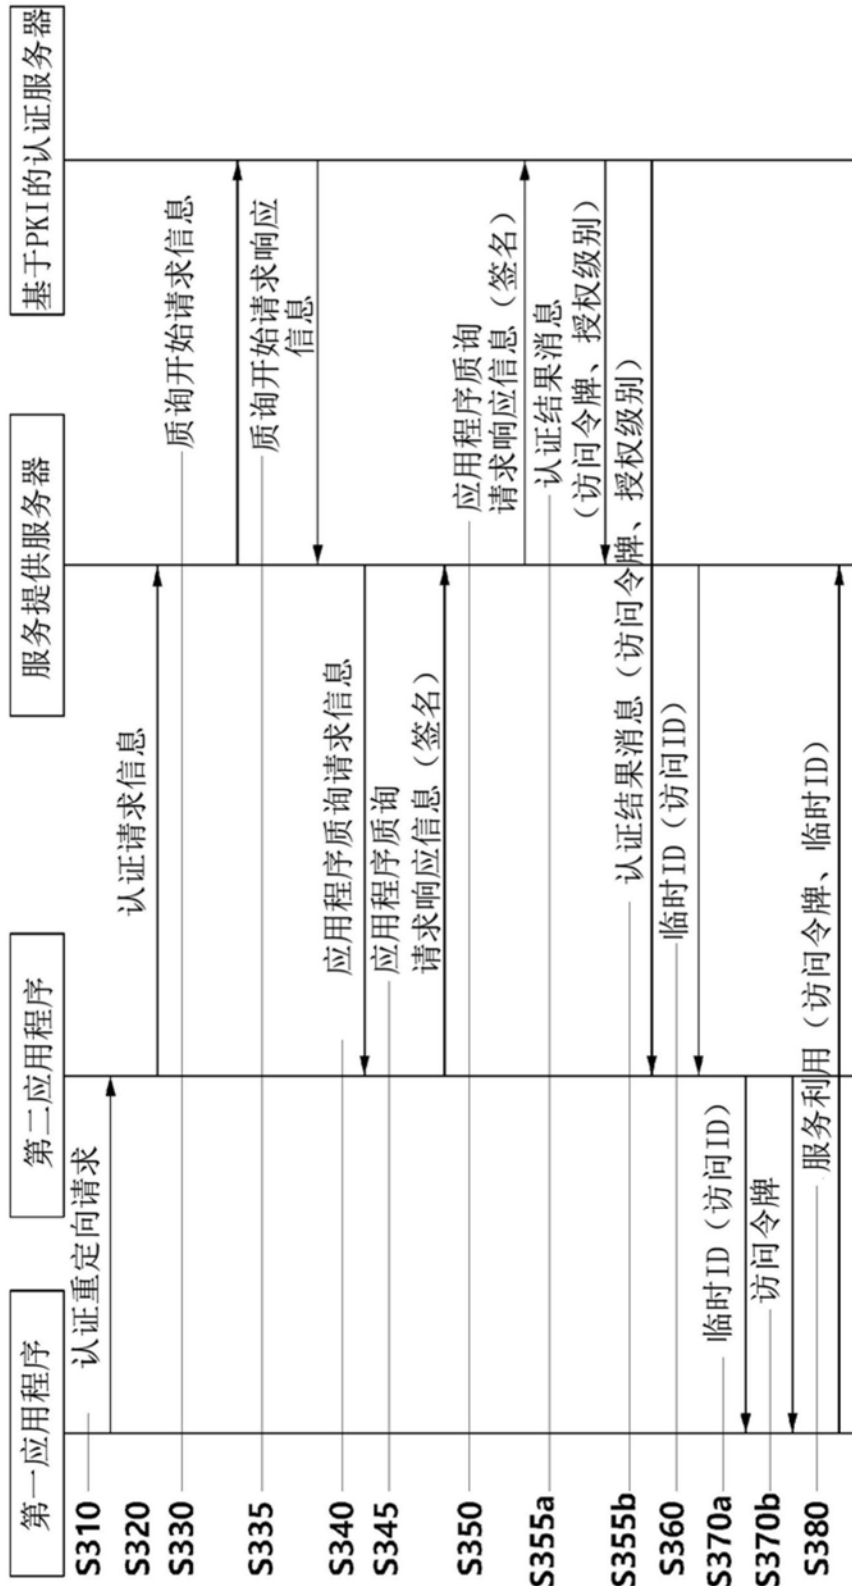 第一应用程序
第二应用程序
服务提供服务器
基于PKI的认证服务器
S310
认证重定向请求
S320
认证请求信息
S330
质询开始请求信息
S335
质询开始请求响应
信息
S340
应用程序质询请求信息
S345
应用程序质询
请求响应信息（签名）
S350
应用程序质询
请求响应信息（签名）
S355a
认证结果消息
（访问令牌、授权级别）
S355b
认证结果消息（访问令牌、授权级别）
S360
临时ID（访问ID）
S370a
临时ID（访问ID）
S370b
访问令牌
S380
服务利用（访问令牌、临时ID）